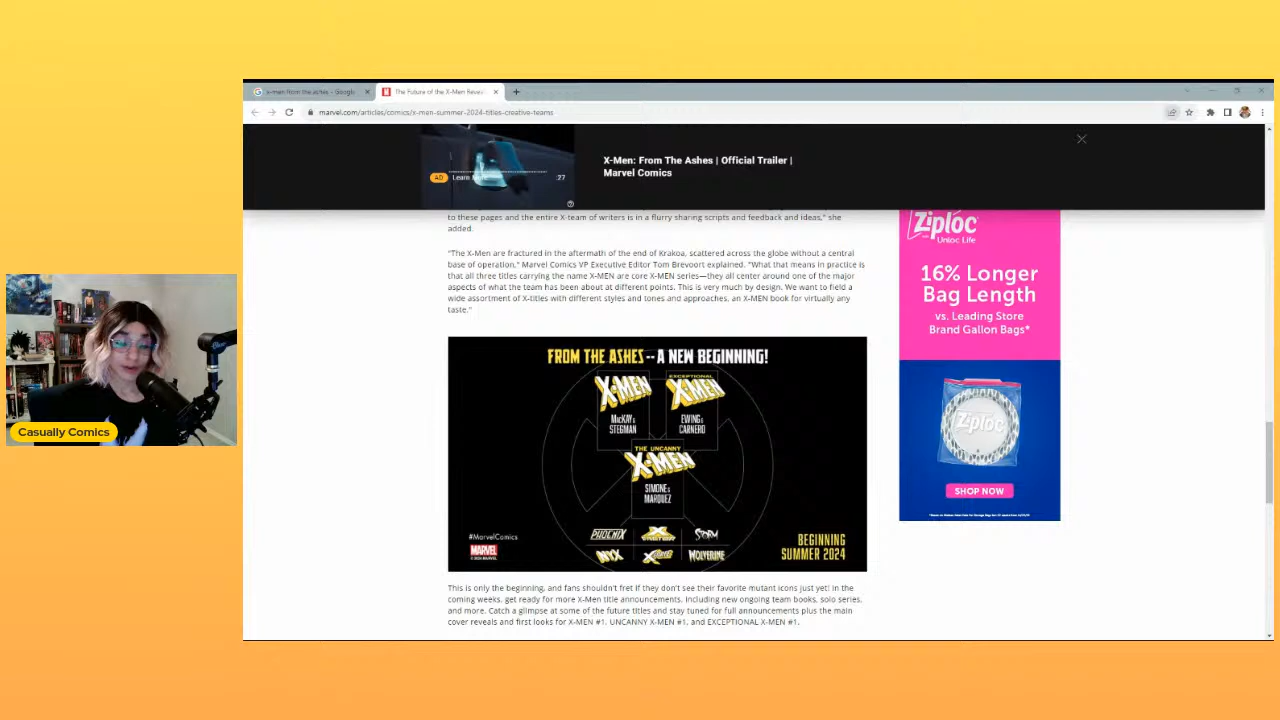 x-men from the ashes - Google
The Future of the X-Men Reveal
marvel.com/articles/comics/x-men-summer-2024-titles-creative-teams
AD
Learn More
:27
X-Men: From The Ashes | Official Trailer |
Marvel Comics
to these pages and the entire X-team of writers is in a flurry sharing scripts and feedback and ideas," she
added.
"The X-Men are fractured in the aftermath of the end of Krakoa, scattered across the globe without a central
base of operation," Marvel Comics VP Executive Editor Tom Brevoort explained. "What that means in practice is
that all three titles carrying the name X-MEN are core X-MEN series—they all center around one of the major
aspects of what the team has been about at different points. This is very much by design. We want to field a
wide assortment of X-titles with different styles and tones and approaches, an X-MEN book for virtually any
taste."
FROM THE ASHES--A NEW BEGINNING!
X-MEN
MACKAY &
STEGMAN
EXCEPTIONAL
X-MEN
EWING &
CARNERO
THE UNCANNY
X-MEN
SIMONE &
MARQUEZ
PHOENIX
STORM
NYX
WOLVERINE
#MarvelComics
MARVEL
BEGINNING
SUMMER 2024
This is only the beginning, and fans shouldn't fret if they don't see their favorite mutant icons just yet! In the
coming weeks, get ready for more X-Men title announcements, including new ongoing team books, solo series,
and more. Catch a glimpse at some of the future titles and stay tuned for full announcements plus the main
cover reveals and first looks for X-MEN #1, UNCANNY X-MEN #1, and EXCEPTIONAL X-MEN #1.
Ziploc
Unloc Life
16% Longer
Bag Length
vs. Leading Store
Brand Gallon Bags*
Ziploc
SHOP NOW
Casually Comics